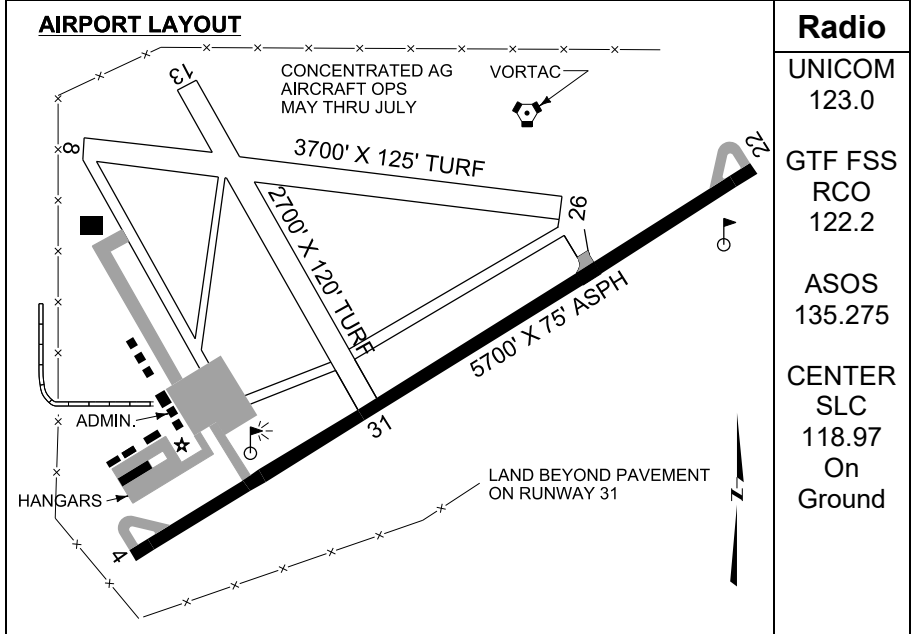 AIRPORT LAYOUT
CONCENTRATED AG
AIRCRAFT OPS
MAY THRU JULY
VORTAC
13
8
3700' X 125' TURF
22
2700' X 120' TURF
26
5700' X 75' ASPH
ADMIN.
31
HANGARS
LAND BEYOND PAVEMENT
ON RUNWAY 31
4
N
Radio
UNICOM
123.0
GTF FSS
RCO
122.2
ASOS
135.275
CENTER
SLC
118.97
On
Ground